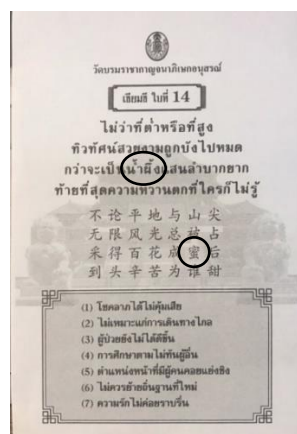 วัดบรมราชากาญจนาภิเษกอนุสรณ์
เซียมซี ใบที่ 14
ไม่ว่าที่ต่ำหรือที่สูง
ทิวทัศน์สวยงามถูกบังไปหมด
กว่าจะเป็นน้ำผึ้งแสนลำบากยาก
ท้ายที่สุดความหวานตกที่ใครก็ไม่รู้
不论平地与山尖
无限风光总被占
采得百花成蜜后
到头辛苦为谁甜
(1) โชคลาภได้ไม่คุ้มเสีย
(2) ไม่เหมาะแก่การเดินทางไกล
(3) ผู้ป่วยยังไม่ได้ดีขึ้น
(4) การศึกษาตามไม่ทันผู้อื่น
(5) ตำแหน่งหน้าที่มีผู้คนคอยแย่งชิง
(6) ไม่ควรย้ายถิ่นฐานที่ใหม่
(7) ความรักไม่ค่อยราบรื่น